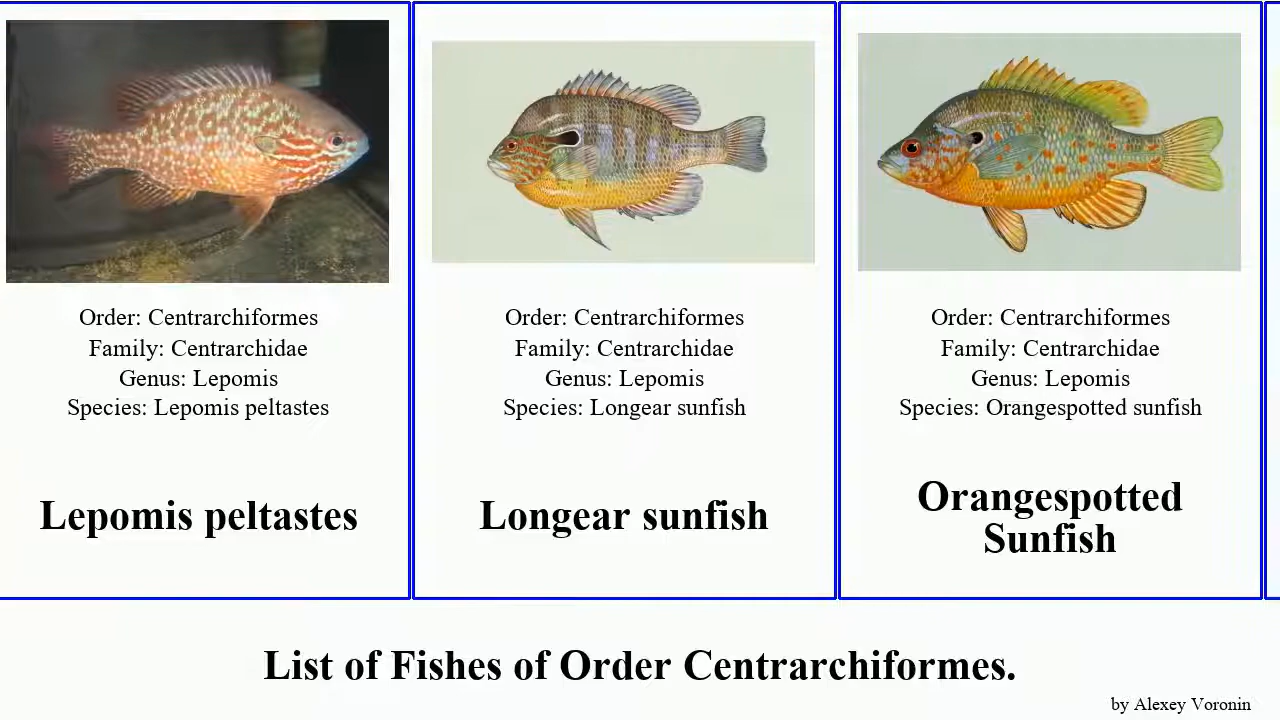 Order: Centrarchiformes
Family: Centrarchidae
Genus: Lepomis
Species: Lepomis peltastes
Lepomis peltastes
Order: Centrarchiformes
Family: Centrarchidae
Genus: Lepomis
Species: Longear sunfish
Longear sunfish
Order: Centrarchiformes
Family: Centrarchidae
Genus: Lepomis
Species: Orangespotted sunfish
Orangespotted
Sunfish
List of Fishes of Order Centrarchiformes.
by Alexey Voronin